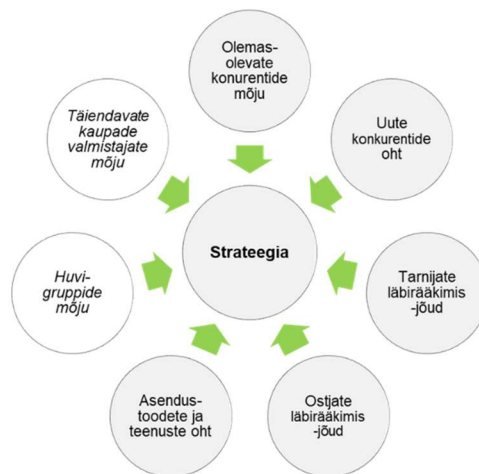 Olemas-
olevate
konurentide
mõju
Uute
konkurentide
oht
Tarnijate
läbirääkimis
-jõud
Ostjate
läbirääkimis
-jõud
Asendus-
toodete ja
teenuste oht
Huvi-
gruppide
mõju
Täiendavate
kaupade
valmistajate
mõju
Strateegia